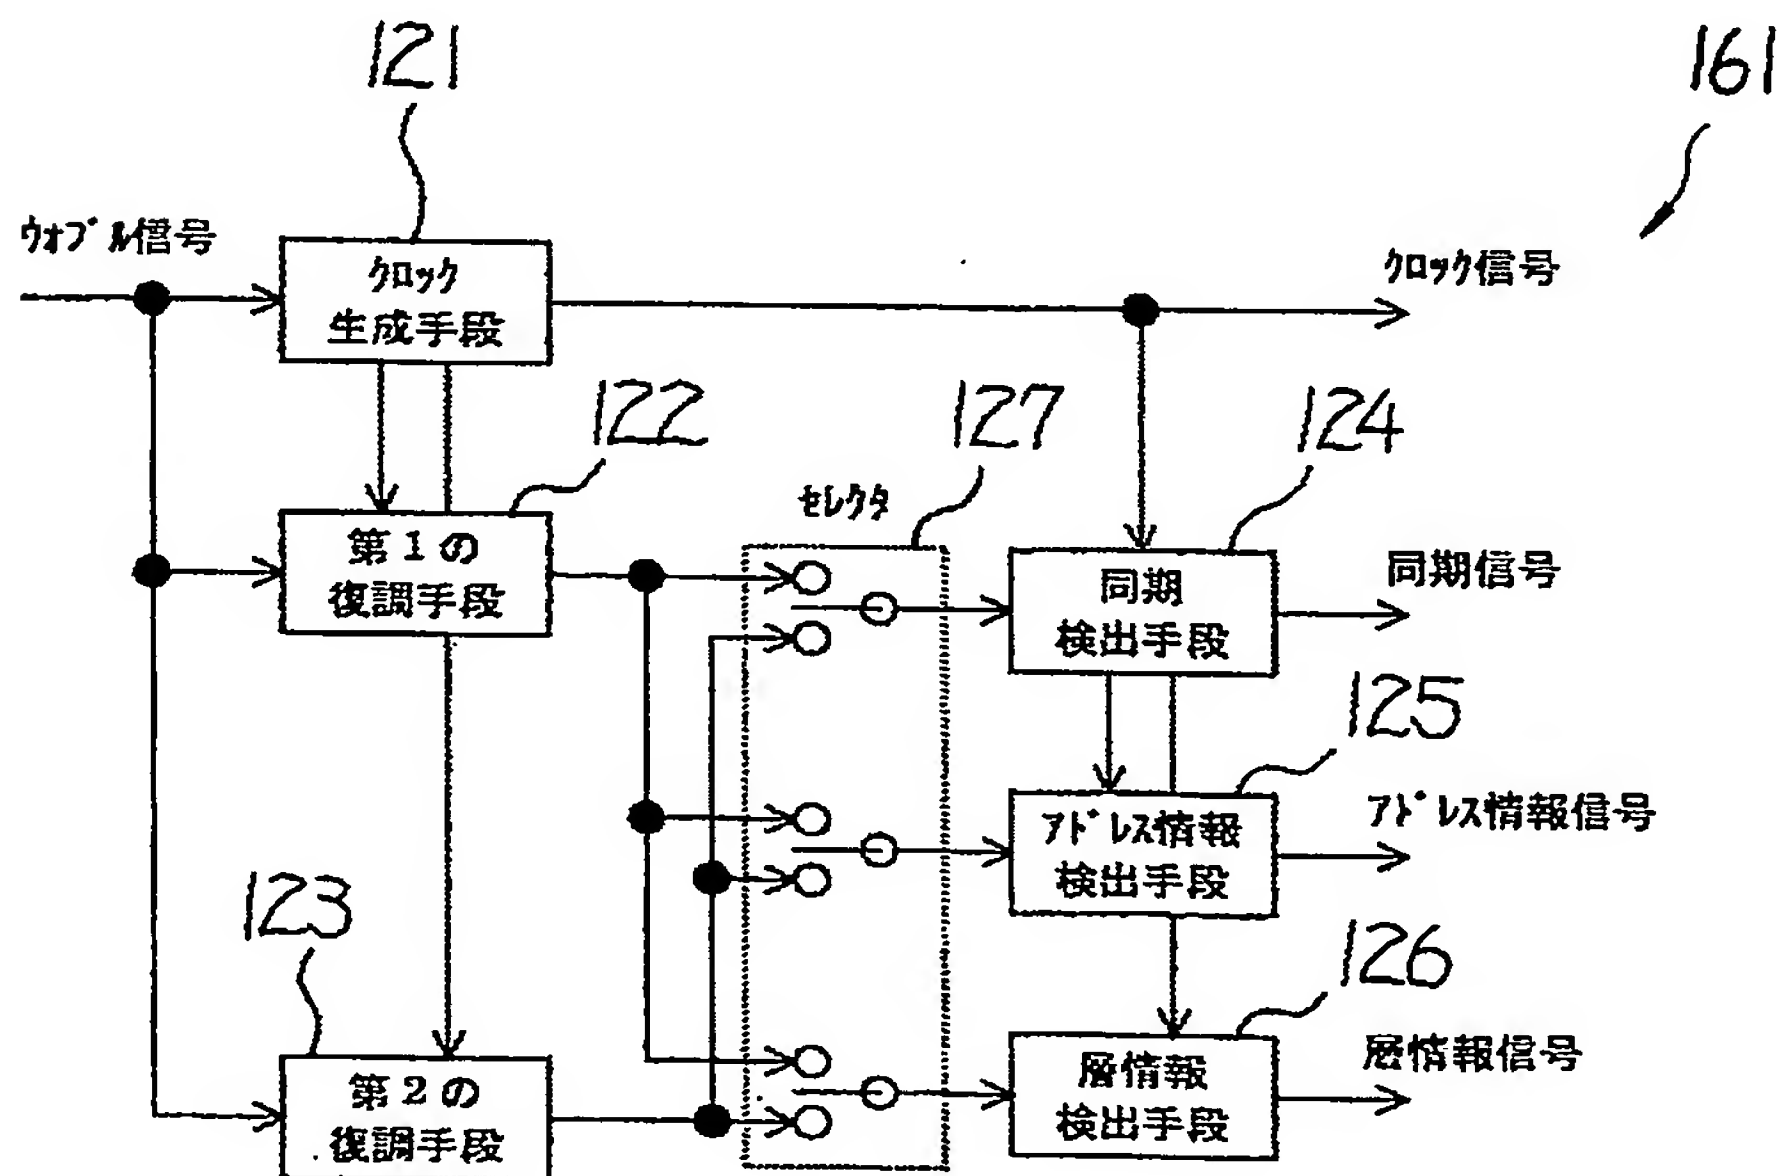 121
161
ウォブル信号
クロック
生成手段
クロック信号
122
127
124
セレクタ
第1の
復調手段
同期
検出手段
同期信号
125
アドレス情報
検出手段
アドレス情報信号
123
126
第2の
復調手段
層情報
検出手段
層情報信号